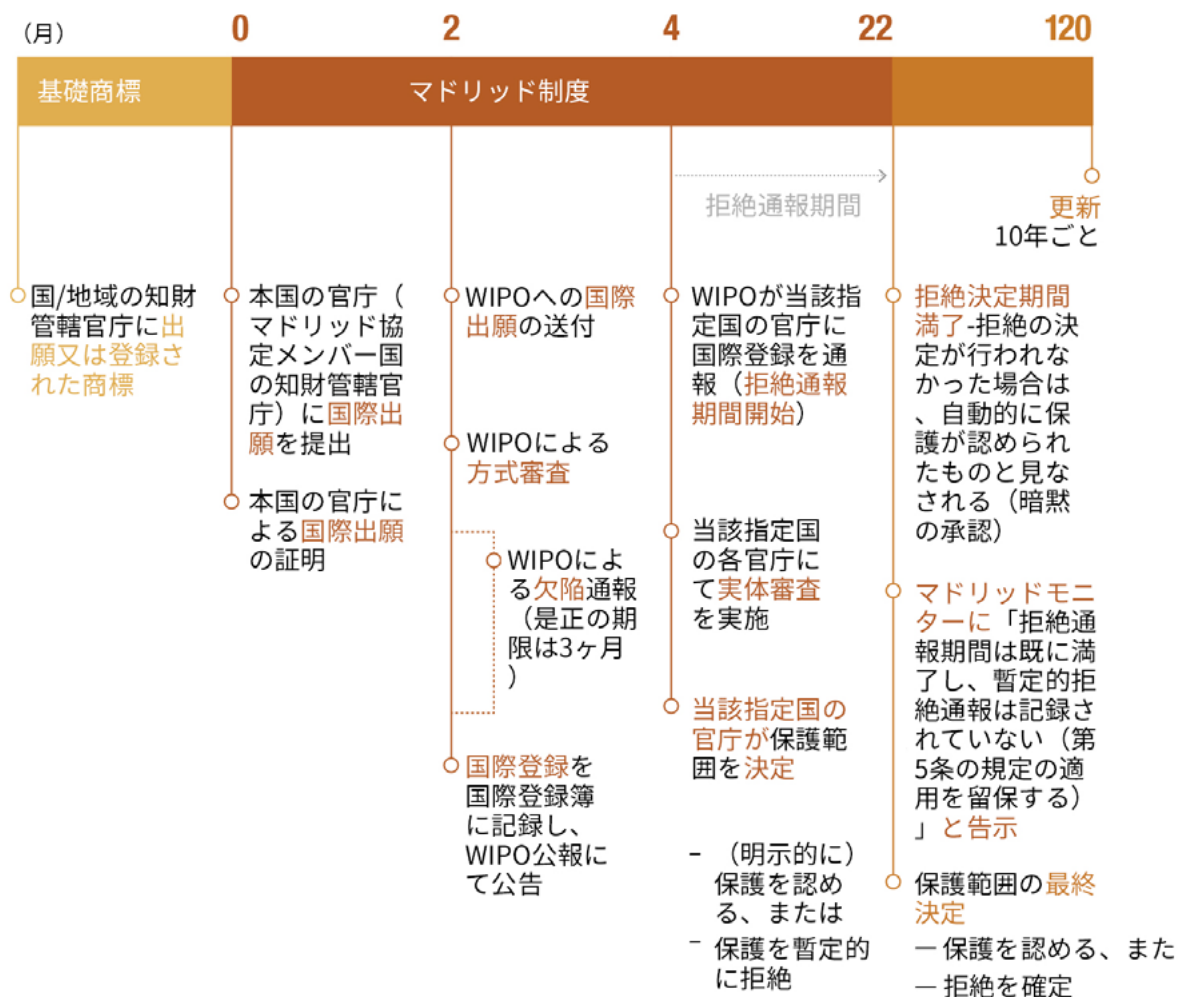 (月)
0
2
4
22
120
基礎商標
マドリッド制度
拒絶通報期間
更新
10年ごと
国/地域の知財
管轄官庁に出
願又は登録さ
れた商標
本国の官庁（
マドリッド協
定メンバー国
の知財管轄官
庁）に国際出
願を提出
本国の官庁に
よる国際出願
の証明
WIPOへの国際
出願の送付
WIPOによる
方式審査
WIPOによ
る欠陥通報
（是正の期
限は3ヶ月
）
国際登録を
国際登録簿
に記録し、
WIPO公報に
て公告
WIPOが当該指
定国の官庁に
国際登録を通
報（拒絶通報
期間開始）
当該指定国
の各官庁に
て実体審査
を実施
当該指定国の
官庁が保護範
囲を決定
- （明示的に）
保護を認め
る、または
- 保護を暫定的
に拒絶
拒絶決定期間
満了-拒絶の決
定が行われな
かった場合は
、自動的に保
護が認められ
たものと見な
される（暗黙
の承認）
マドリッドモニ
ターに「拒絶通
報期間は既に満
了し、暫定的拒
絶通報は記録さ
れていない（第
5条の規定の適
用を留保する）
」と告示
保護範囲の最終
決定
— 保護を認める、また
— 拒絶を確定